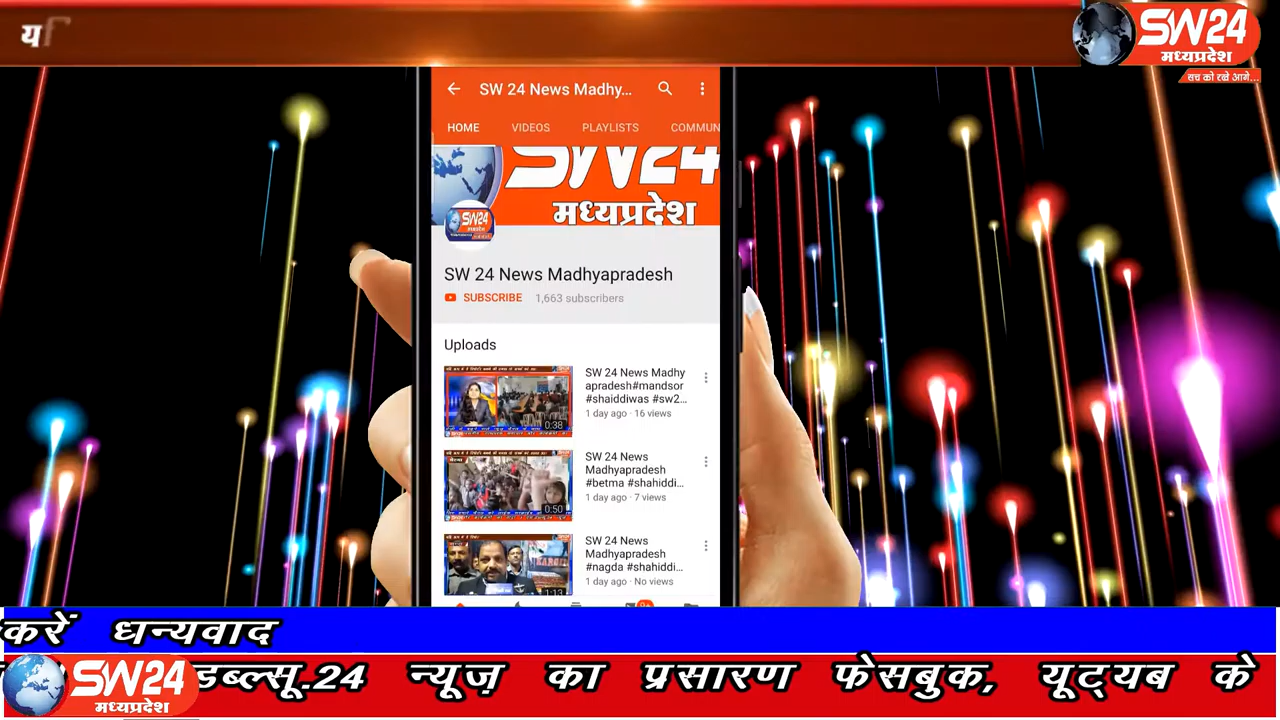 SW24
मध्यप्रदेश
सच को रखे आगे...
SW 24 News Madhy...
HOME VIDEOS PLAYLISTS COMMUN
SW24
मध्यप्रदेश
SW24
SW 24 News Madhyapradesh
SUBSCRIBE 1,663 subscribers
Uploads
SW 24 News Madhy
apradesh#mandsor
#shaiddiwas #sw2...
1 day ago · 16 views
0:38
SW 24 News
Madhyapradesh
#betma #shahiddi...
1 day ago · 7 views
0:50
SW 24 News
Madhyapradesh
#nagda #shahiddi...
1 day ago · No views
1:13
करें धन्यवाद
डब्ल्सू.24 न्यूज़ का प्रसारण फेसबुक, यूट्यब के
SW24
मध्यप्रदेश